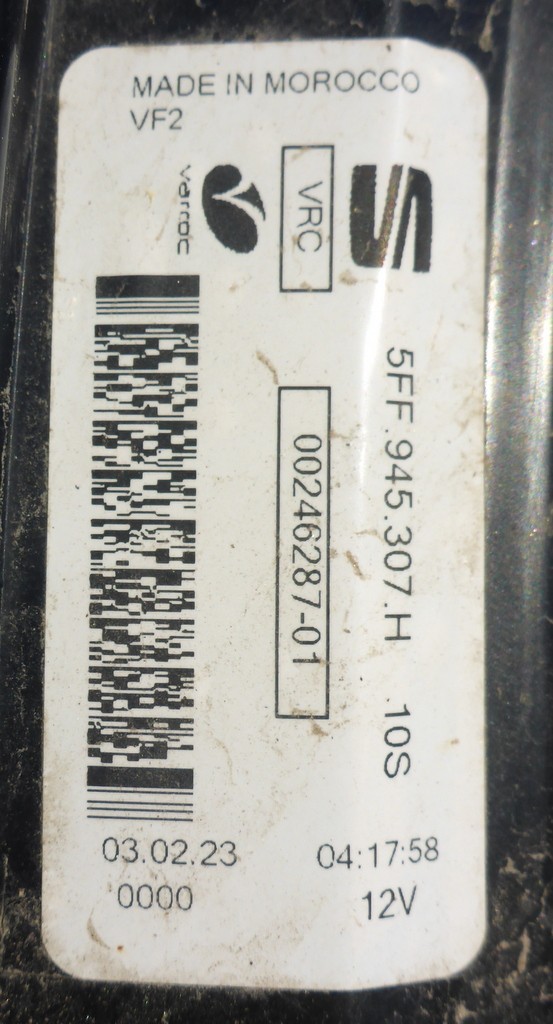 MADE IN MOROCCO
VF2
5FF.945.307.H 10S
VRC
00246287-01
varroc
03.02.23
04:17:58
0000
12V